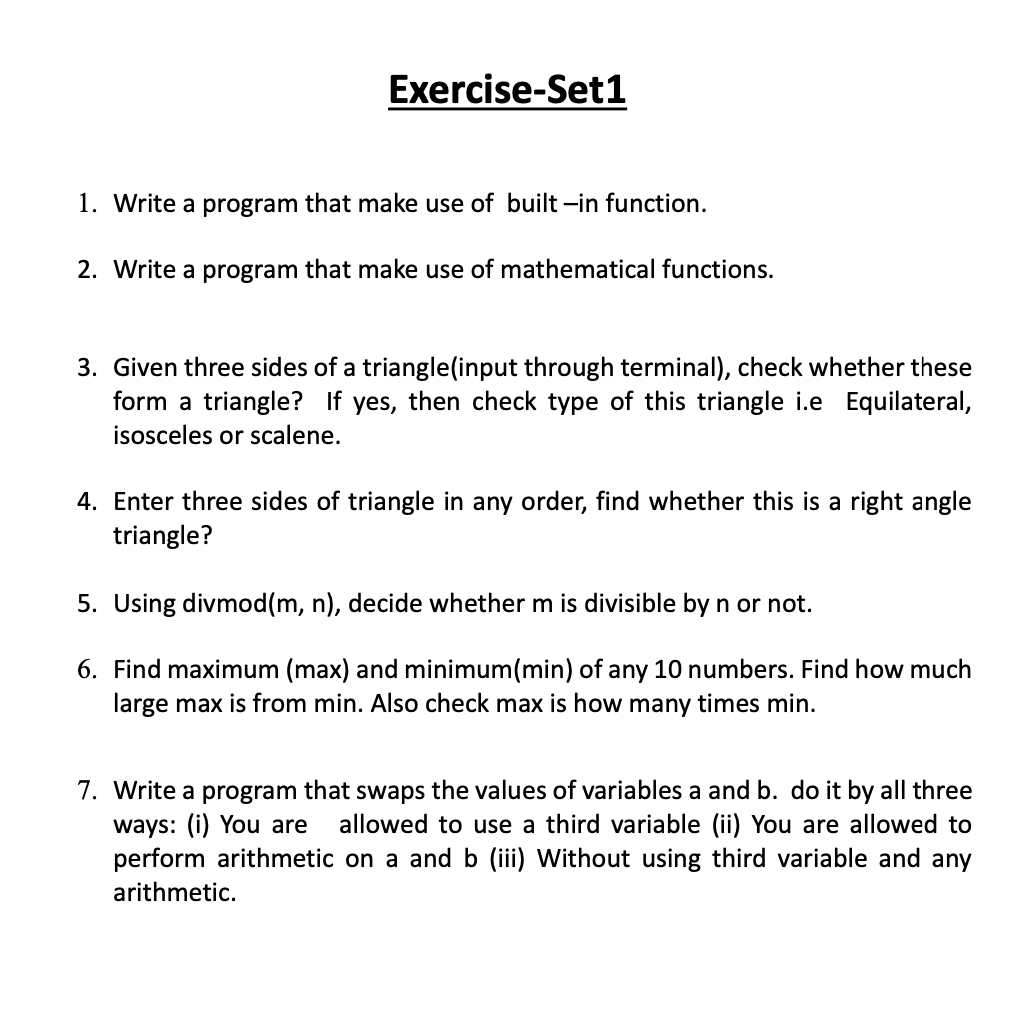 Exercise-Set1
1. Write a program that make use of  built –in function.
2. Write a program that make use of mathematical functions.
3. Given three sides of a triangle(input through terminal), check whether these
form a triangle?  If yes, then check type of this triangle i.e  Equilateral,
isosceles or scalene.
4. Enter three sides of triangle in any order, find whether this is a right angle
triangle?
5. Using divmod(m, n), decide whether m is divisible by n or not.
6. Find maximum (max) and minimum(min) of any 10 numbers. Find how much
large max is from min. Also check max is how many times min.
7. Write a program that swaps the values of variables a and b.  do it by all three
ways: (i) You are   allowed to use a third variable (ii) You are allowed to
perform arithmetic on a and b (iii) Without using third variable and any
arithmetic.